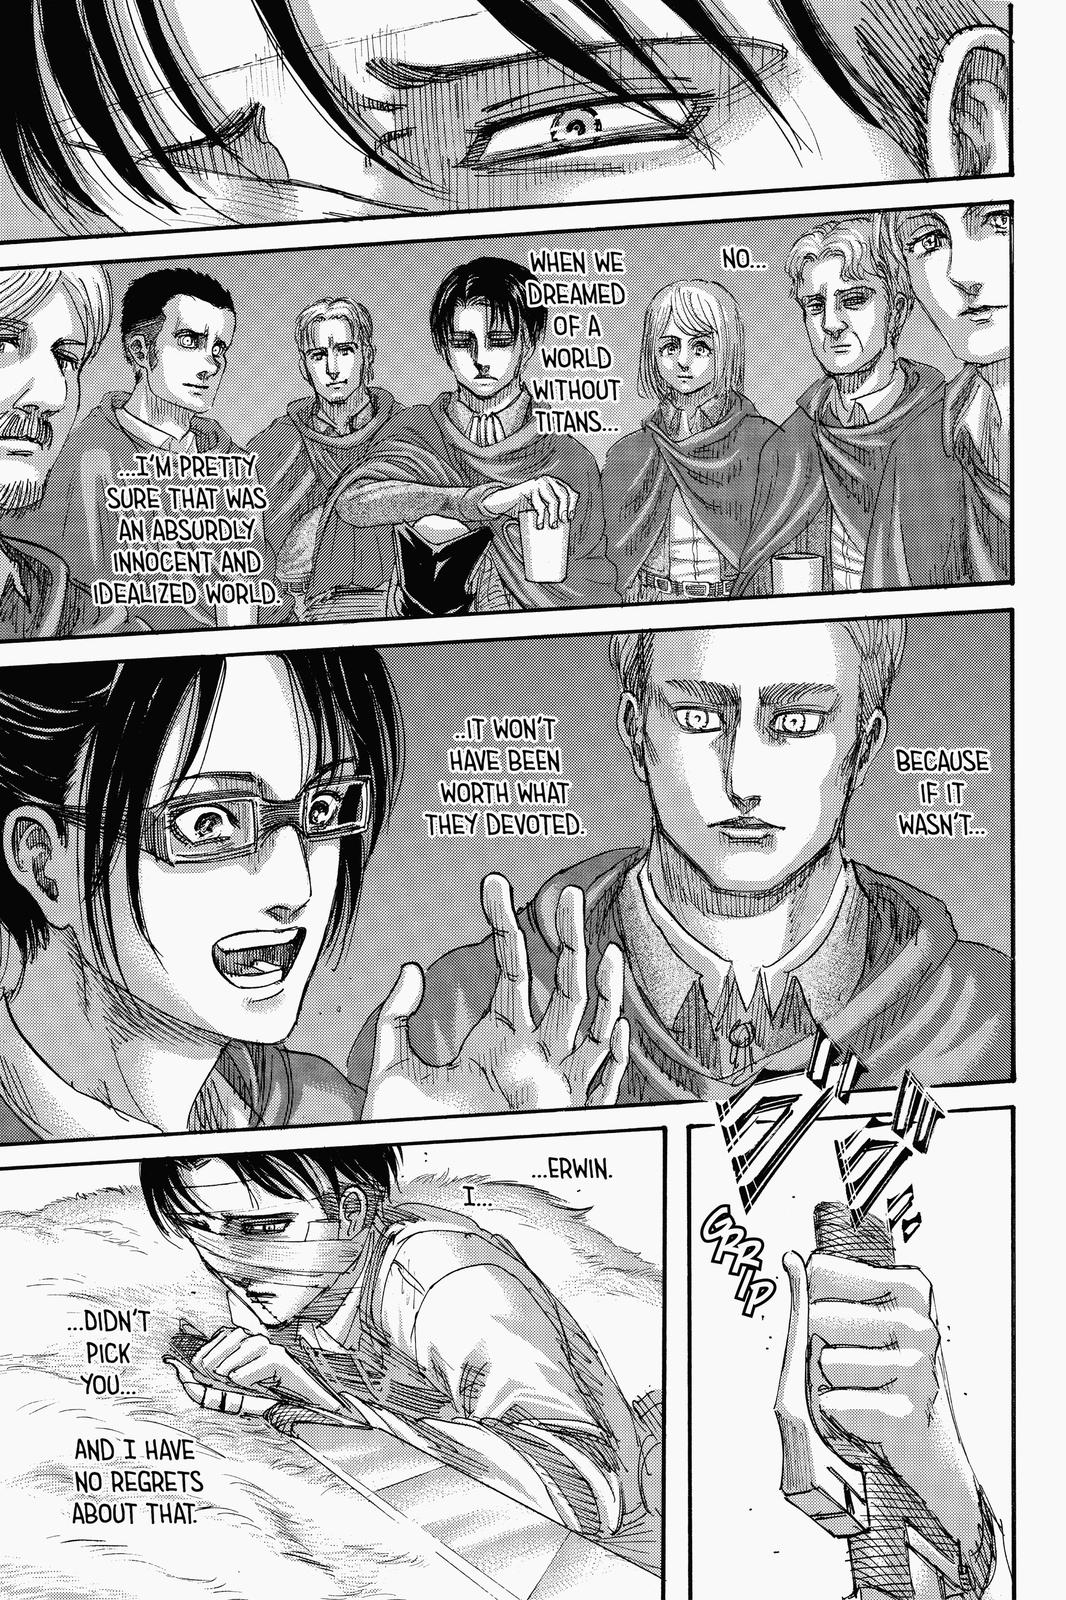 NO...
WHEN WE
DREAMED
OF A
WORLD
WITHOUT
TITANS...
...I'M PRETTY
SURE THAT WAS
AN ABSURDLY
INNOCENT AND
IDEALIZED WORLD.
BECAUSE
IF IT
WASN'T...
...IT WON'T
HAVE BEEN
WORTH WHAT
THEY DEVOTED.
ググ
GRRIP
...ERWIN.
I...
...DIDN'T
PICK
YOU...
AND I HAVE
NO REGRETS
ABOUT THAT.